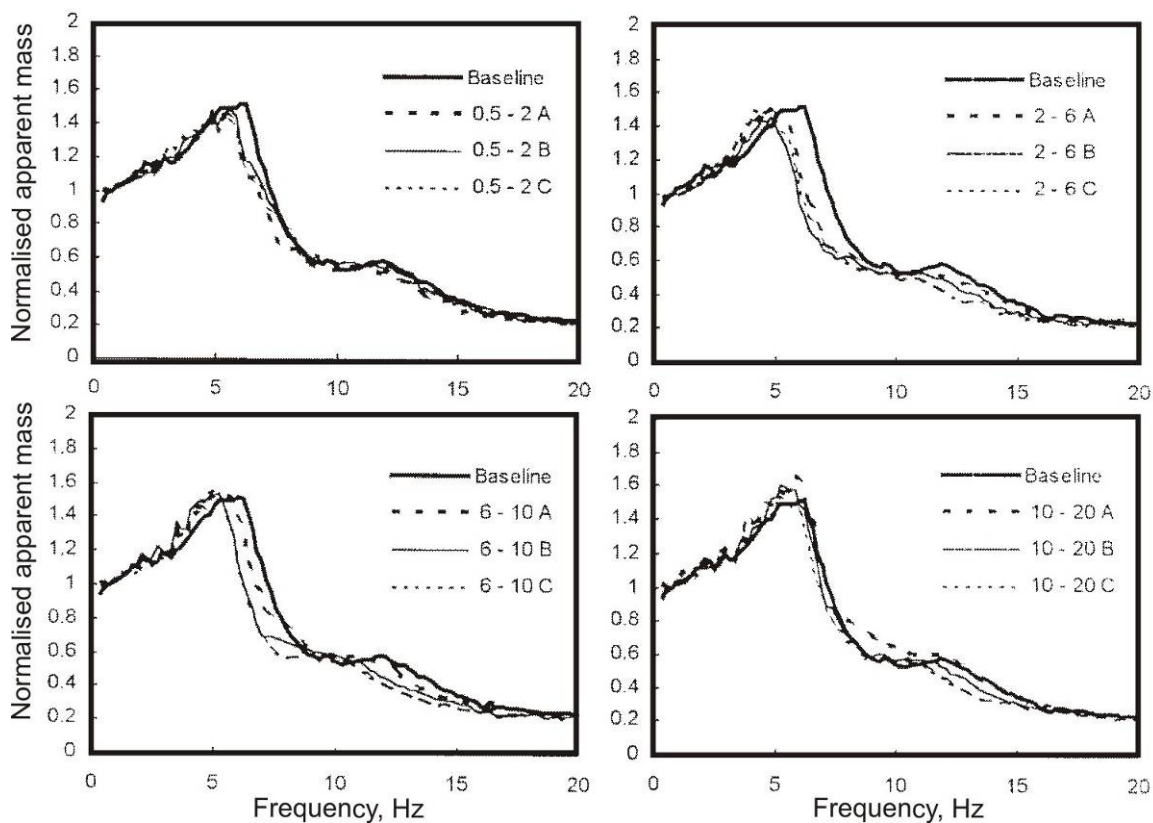 Normalised apparent mass
2
1.8
1.6
1.4
1.2
1
0.8
0.6
0.4
0.2
0
0 5 10 15 20
Baseline
0.5 - 2 A
0.5 - 2 B
0.5 - 2 C
2
1.8
1.6
1.4
1.2
1
0.8
0.6
0.4
0.2
0
0 5 10 15 20
Baseline
2 - 6 A
2 - 6 B
2 - 6 C
Normalised apparent mass
2
1.8
1.6
1.4
1.2
1
0.8
0.6
0.4
0.2
0
0 5 10 15 20
Frequency, Hz
Baseline
6 - 10 A
6 - 10 B
6 - 10 C
2
1.8
1.6
1.4
1.2
1
0.8
0.6
0.4
0.2
0
0 5 10 15 20
Frequency, Hz
Baseline
10 - 20 A
10 - 20 B
10 - 20 C